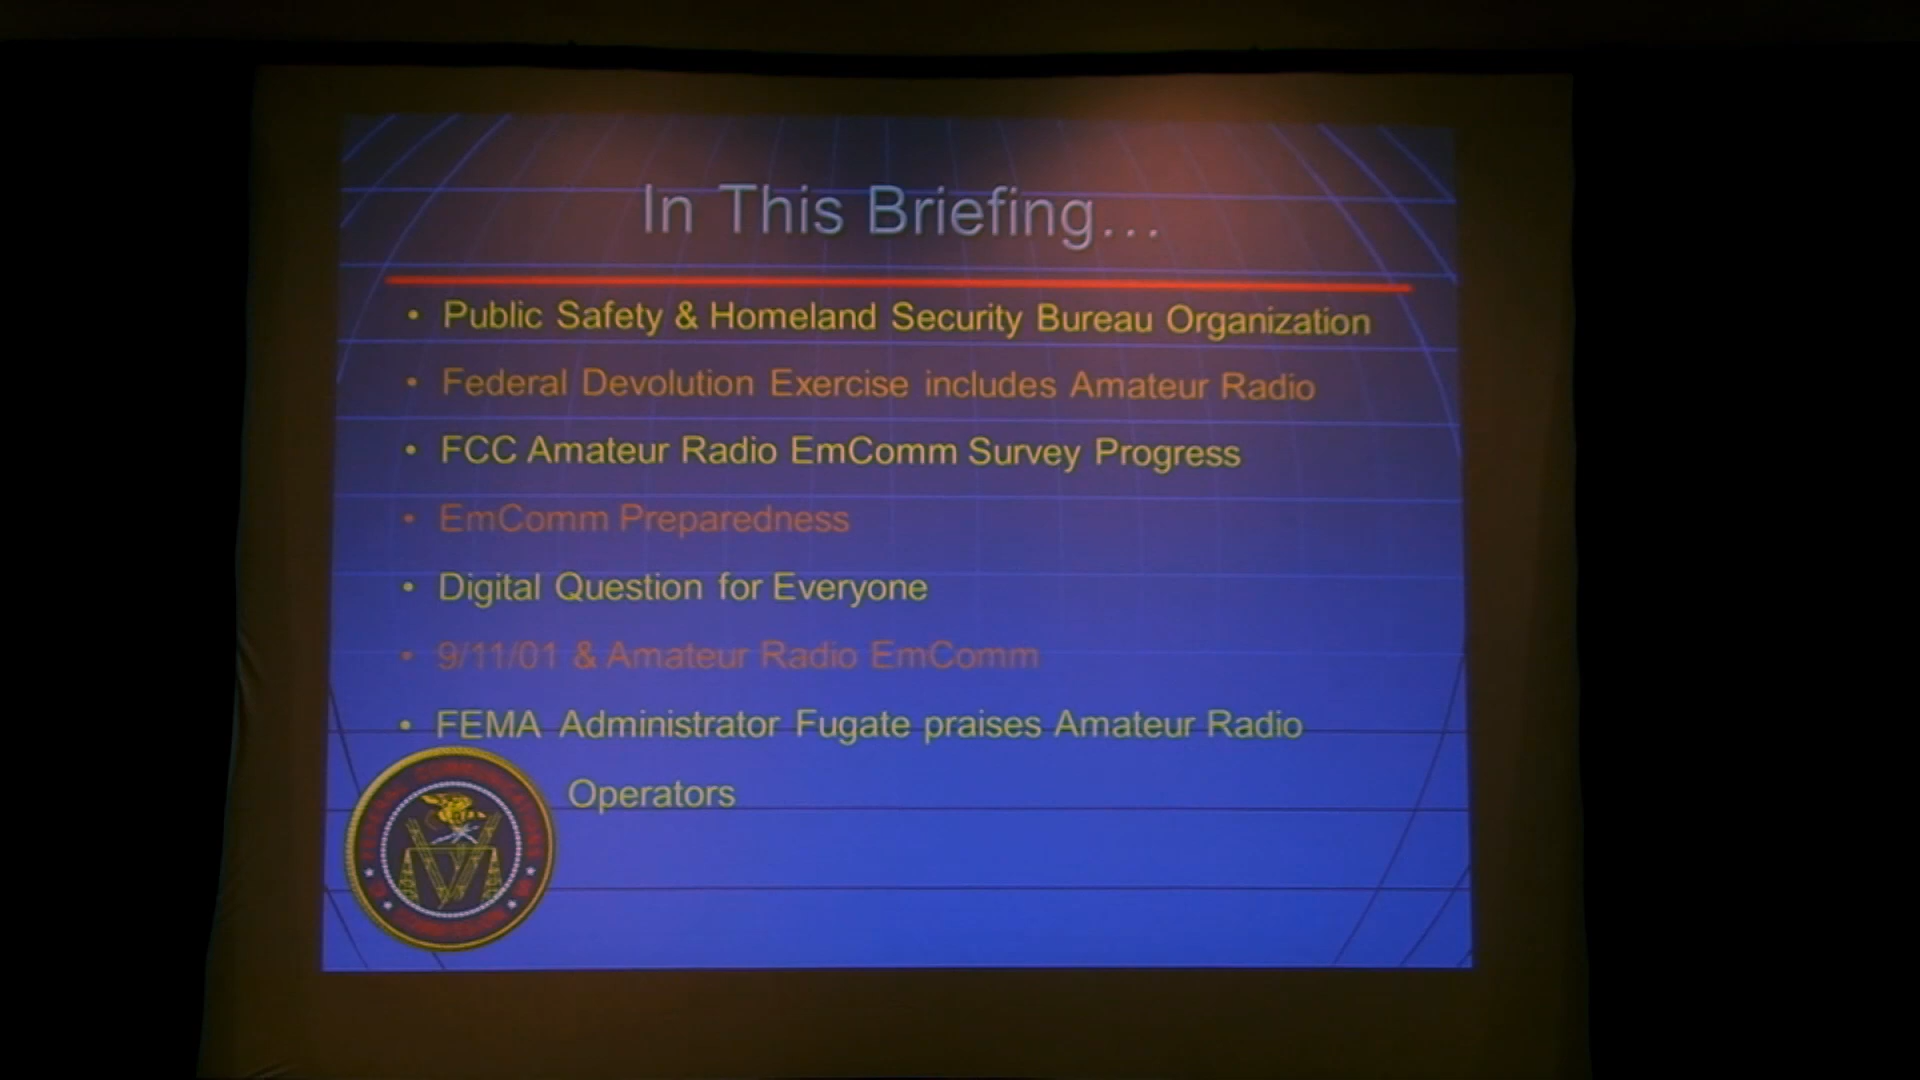 In This Briefing...
• Public Safety & Homeland Security Bureau Organization
• Federal Devolution Exercise includes Amateur Radio
• FCC Amateur Radio EmComm Survey Progress
• EmComm Preparedness
• Digital Question for Everyone
• 9/11/01 & Amateur Radio EmComm
• FEMA Administrator Fugate praises Amateur Radio
Operators